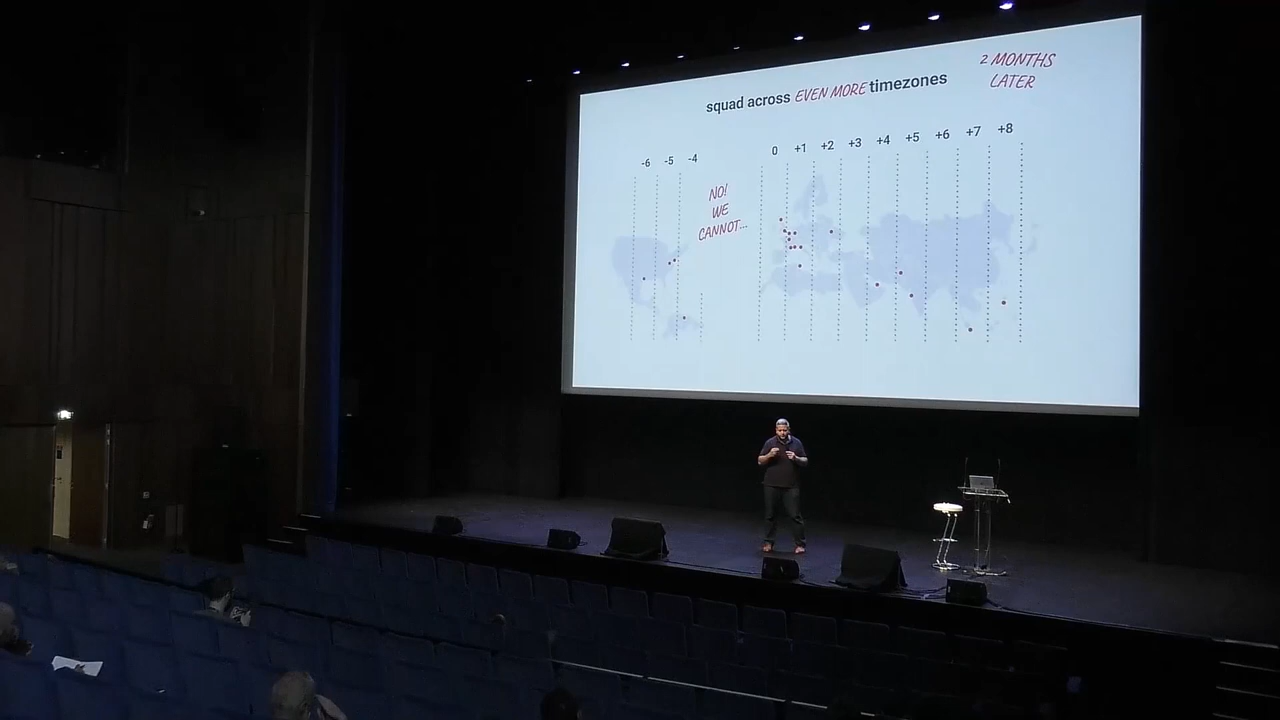 squad across EVEN MORE timezones
2 MONTHS
LATER
-6 -5 -4
0 +1 +2 +3 +4 +5 +6 +7 +8
NO!
WE
CANNOT...